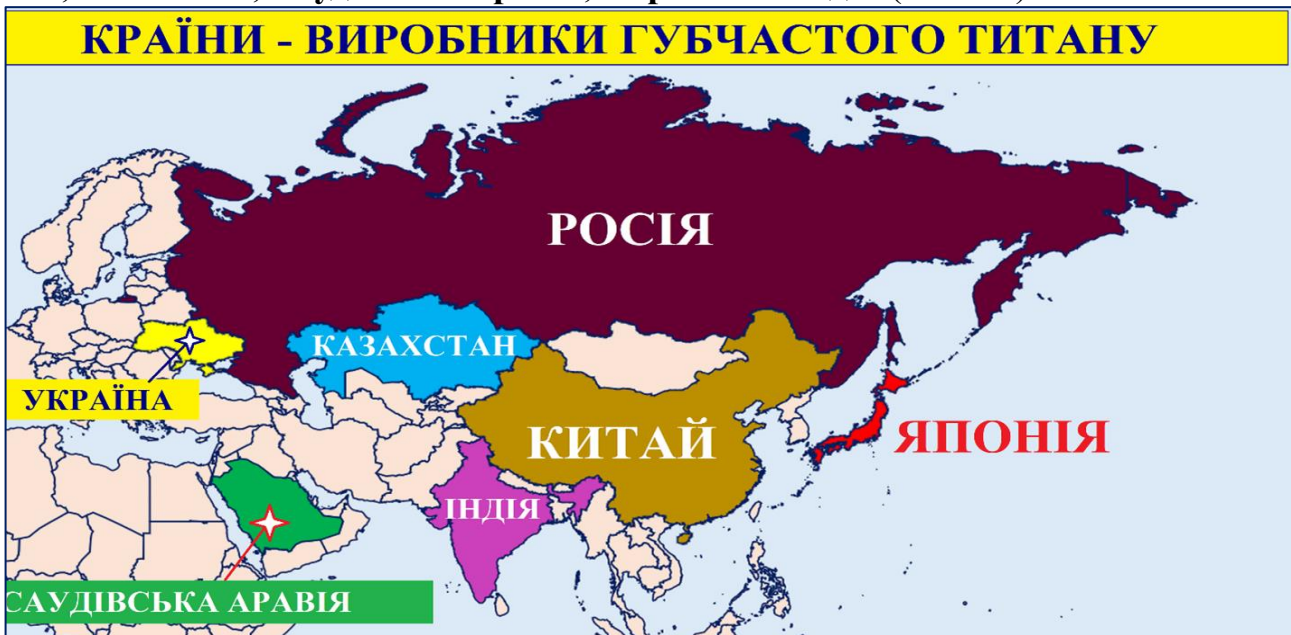 КРАЇНИ - ВИРОБНИКИ ГУБЧАСТОГО ТИТАНУ
РОСІЯ
КАЗАХСТАН
УКРАЇНА
КИТАЙ
ЯПОНІЯ
ІНДІЯ
САУДІВСЬКА АРАВІЯ